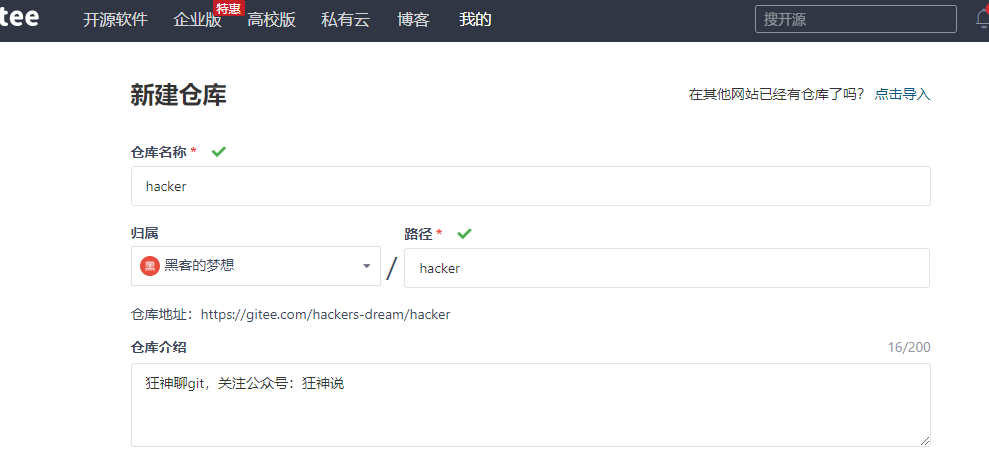 tee 开源软件 企业版 特惠 高校版 私有云 博客 我的 搜开源
新建仓库 在其他网站已经有仓库了吗? 点击导入
仓库名称 *
hacker
归属 路径 *
黑 黑客的梦想 / hacker
仓库地址：https://gitee.com/hackers-dream/hacker
仓库介绍 16/200
狂神聊git，关注公众号：狂神说